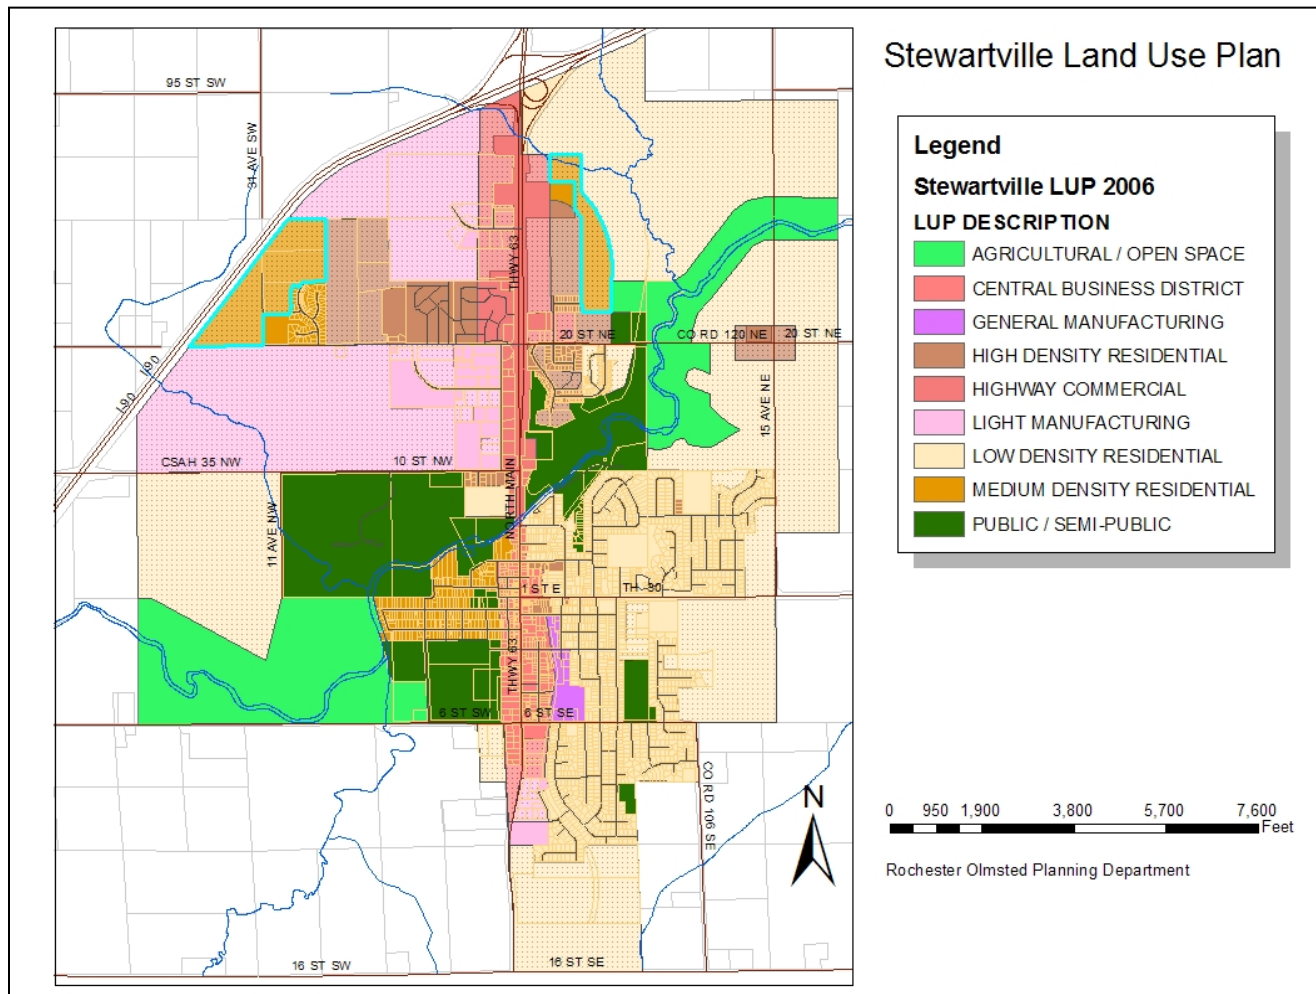 Stewartville Land Use Plan
Legend
Stewartville LUP 2006
LUP DESCRIPTION
AGRICULTURAL / OPEN SPACE
CENTRAL BUSINESS DISTRICT
GENERAL MANUFACTURING
HIGH DENSITY RESIDENTIAL
HIGHWAY COMMERCIAL
LIGHT MANUFACTURING
LOW DENSITY RESIDENTIAL
MEDIUM DENSITY RESIDENTIAL
PUBLIC / SEMI-PUBLIC
95 ST SW
31 AVE SW
THWY 63
20 ST NE
CO RD 120 NE
20 ST NE
I-90
I-90
15 AVE NE
CSAH 35 NW
10 ST NW
NORTH MAIN
11 AVE NW
1 ST E
TH-30
THWY 63
6 ST SW
6 ST SE
CO RD 106 SE
16 ST SW
16 ST SE
N
0 950 1,900 3,800 5,700 7,600
Feet
Rochester Olmsted Planning Department